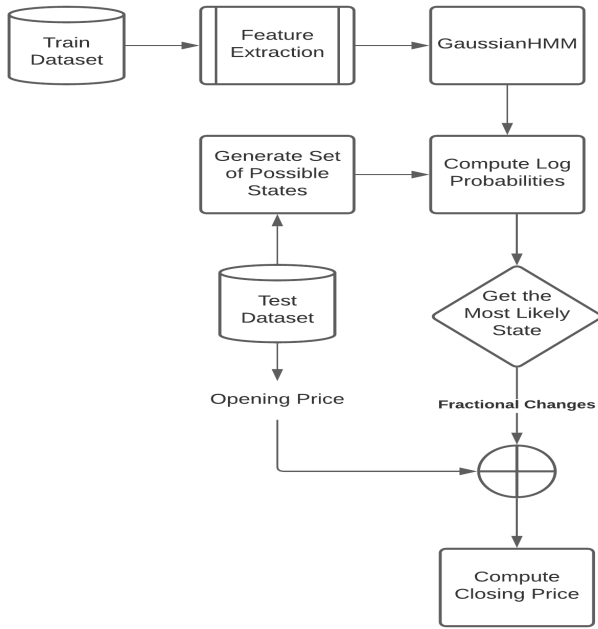 Train
Dataset
Feature
Extraction
GaussianHMM
Generate Set
of Possible
States
Compute Log
Probabilities
Test
Dataset
Get the
Most Likely
State
Opening Price
Fractional Changes
Compute
Closing Price